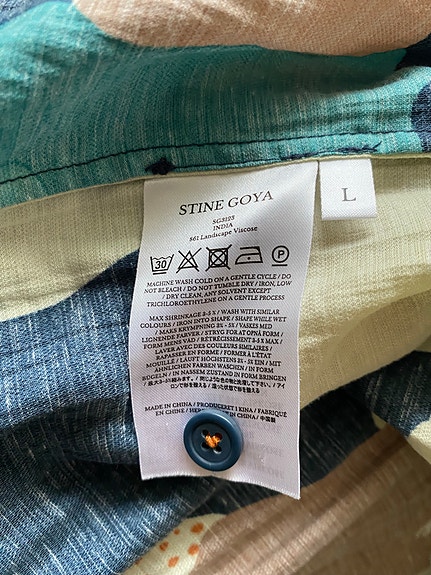 STINE GOYA
L
SG3123
INDIA
561 Landscape Viscose
30
P
MACHINE WASH COLD ON A GENTLE CYCLE / DO
NOT BLEACH / DO NOT TUMBLE DRY / IRON, LOW
/ DRY CLEAN, ANY SOLVENT EXCEPT
TRICHLOROETHYLENE ON A GENTLE PROCESS
MAX SHRINKAGE 3-5 % / WASH WITH SIMILAR
COLOURS / IRON INTO SHAPE / SHAPE WHILE WET
/ MAKS KRYMPNING 3% - 5% / VASKES MED
LIGNENDE FARVER / STRYG FORAT OPNÅ FORM /
FORM MENS VÅD / RÉTRÉCISSEMENT 3-5 % MAX /
LAVER AVEC DES COULEURS SIMILAIRES /
RAPASSER EN FORME / FORMER À L'ÉTAT
MOUILLÉ / LÄUFT HÖCHSTENS 3% - 5% EIN / MIT
ÄHNLICHEN FARBEN WASCHEN / IN FORM
BÜGELN / IN NASSEM ZUSTAND IN FORM BRINGEN
MADE IN CHINA / PRODUCERET I KINA / FABRIQUÉ
EN CHINE / HER IN CHINA / 中国製